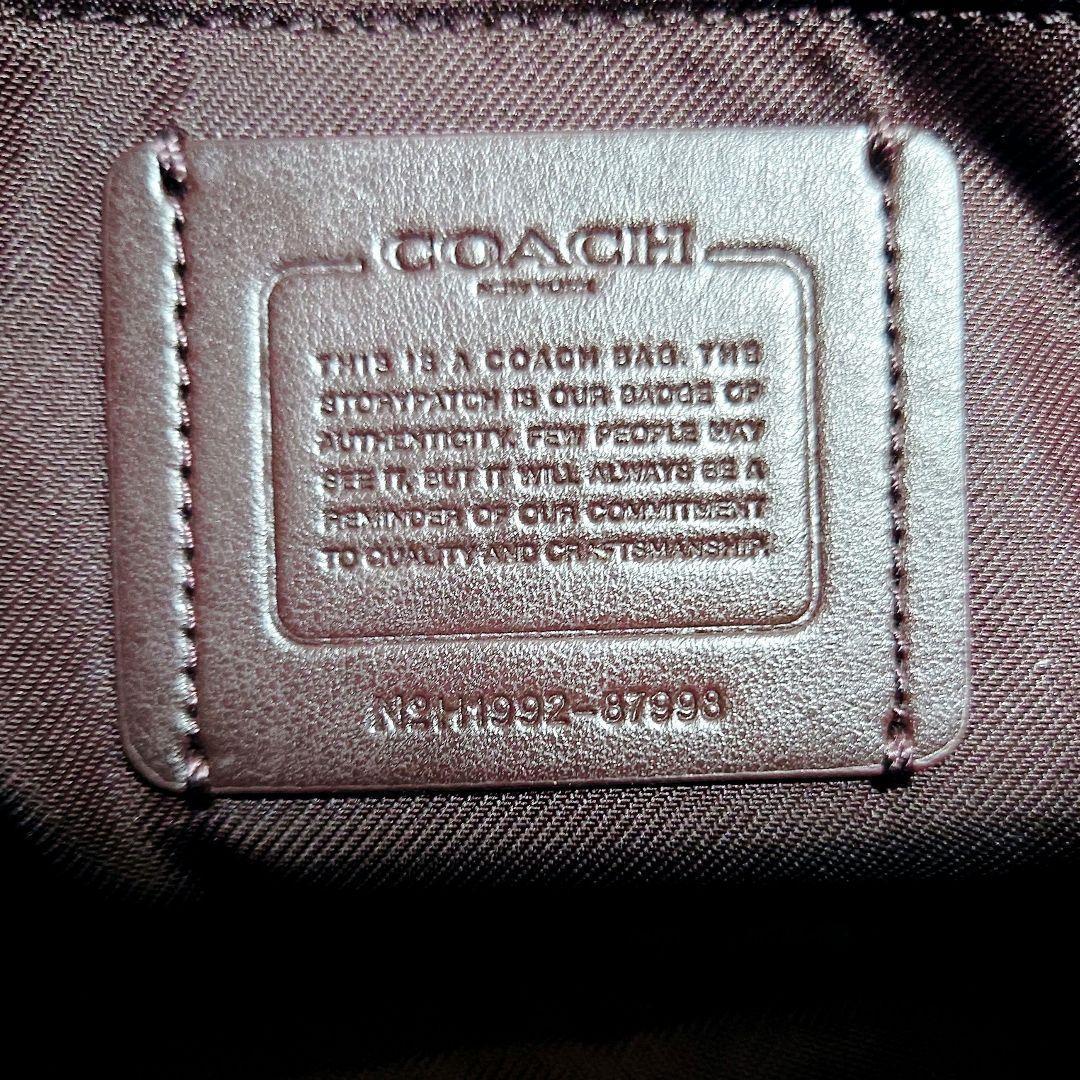 COACH
NEW YORK
THIS IS A COACH BAG. THE
STORYPATCH IS OUR BADGE OF
AUTHENTICITY. FEW PEOPLE MAY
SEE IT, BUT IT WILL ALWAYS BE A
REMINDER OF OUR COMMITMENT
TO QUALITY AND CRAFTSMANSHIP.
NO H1992-87998